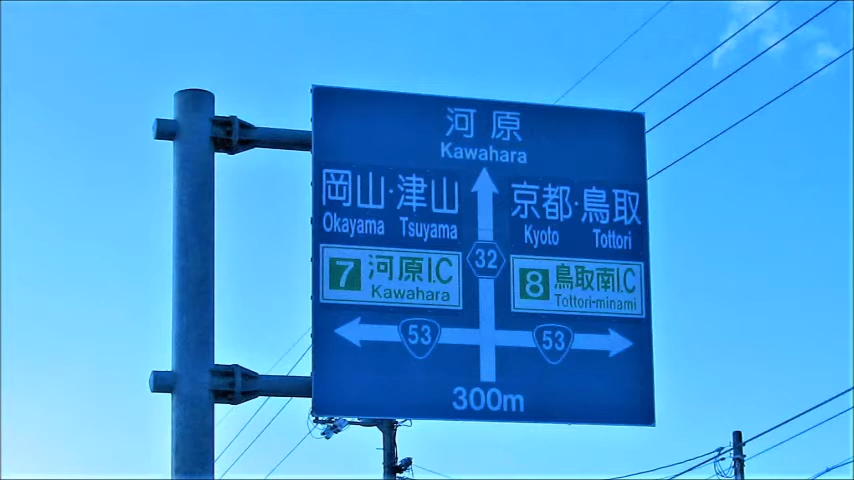 河原
Kawahara
岡山・津山
Okayama Tsuyama
京都・鳥取
Kyoto Tottori
32
7 河原I.C
Kawahara
8 鳥取南I.C
Tottori-minami
53
53
300m